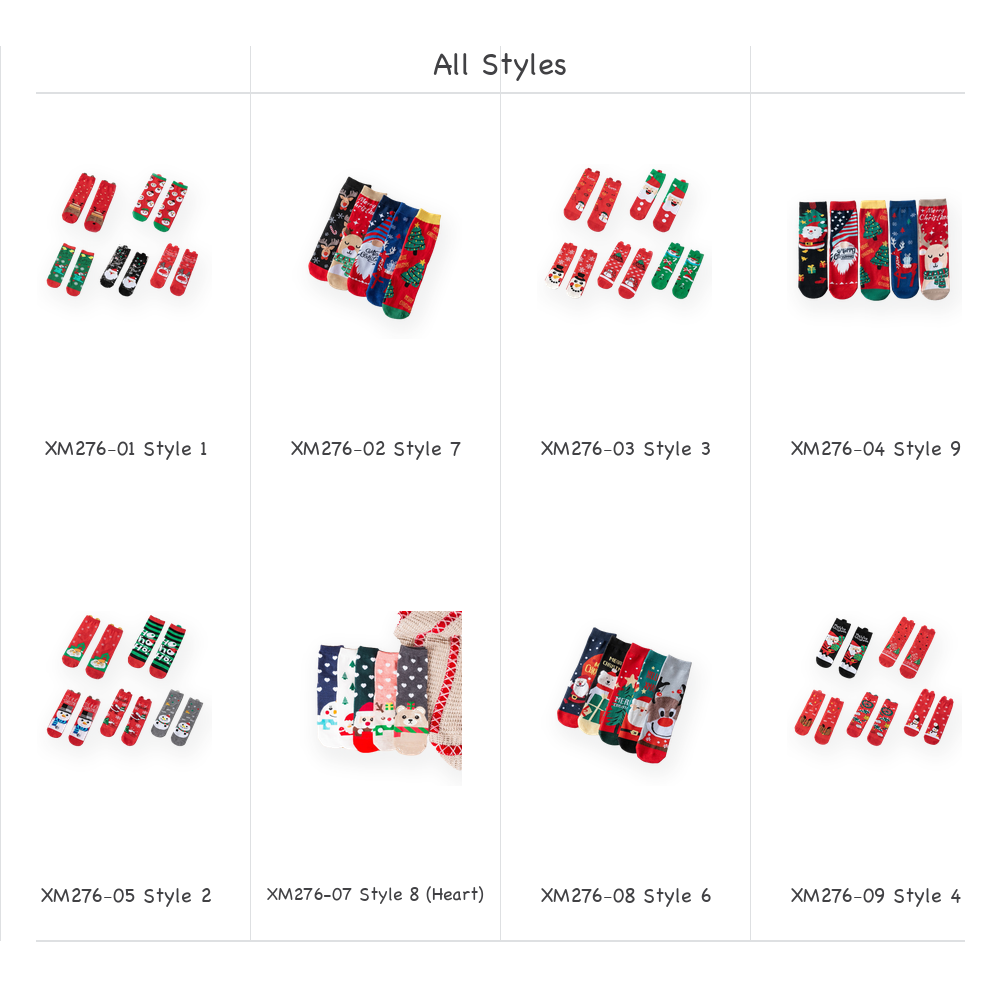 All Styles
XM276-01 Style 1
XM276-02 Style 7
XM276-03 Style 3
XM276-04 Style 9
XM276-05 Style 2
XM276-07 Style 8 (Heart)
XM276-08 Style 6
XM276-09 Style 4